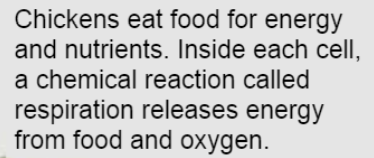 Chickens eat food for energy
and nutrients. Inside each cell,
a chemical reaction called
respiration releases energy
from food and oxygen.